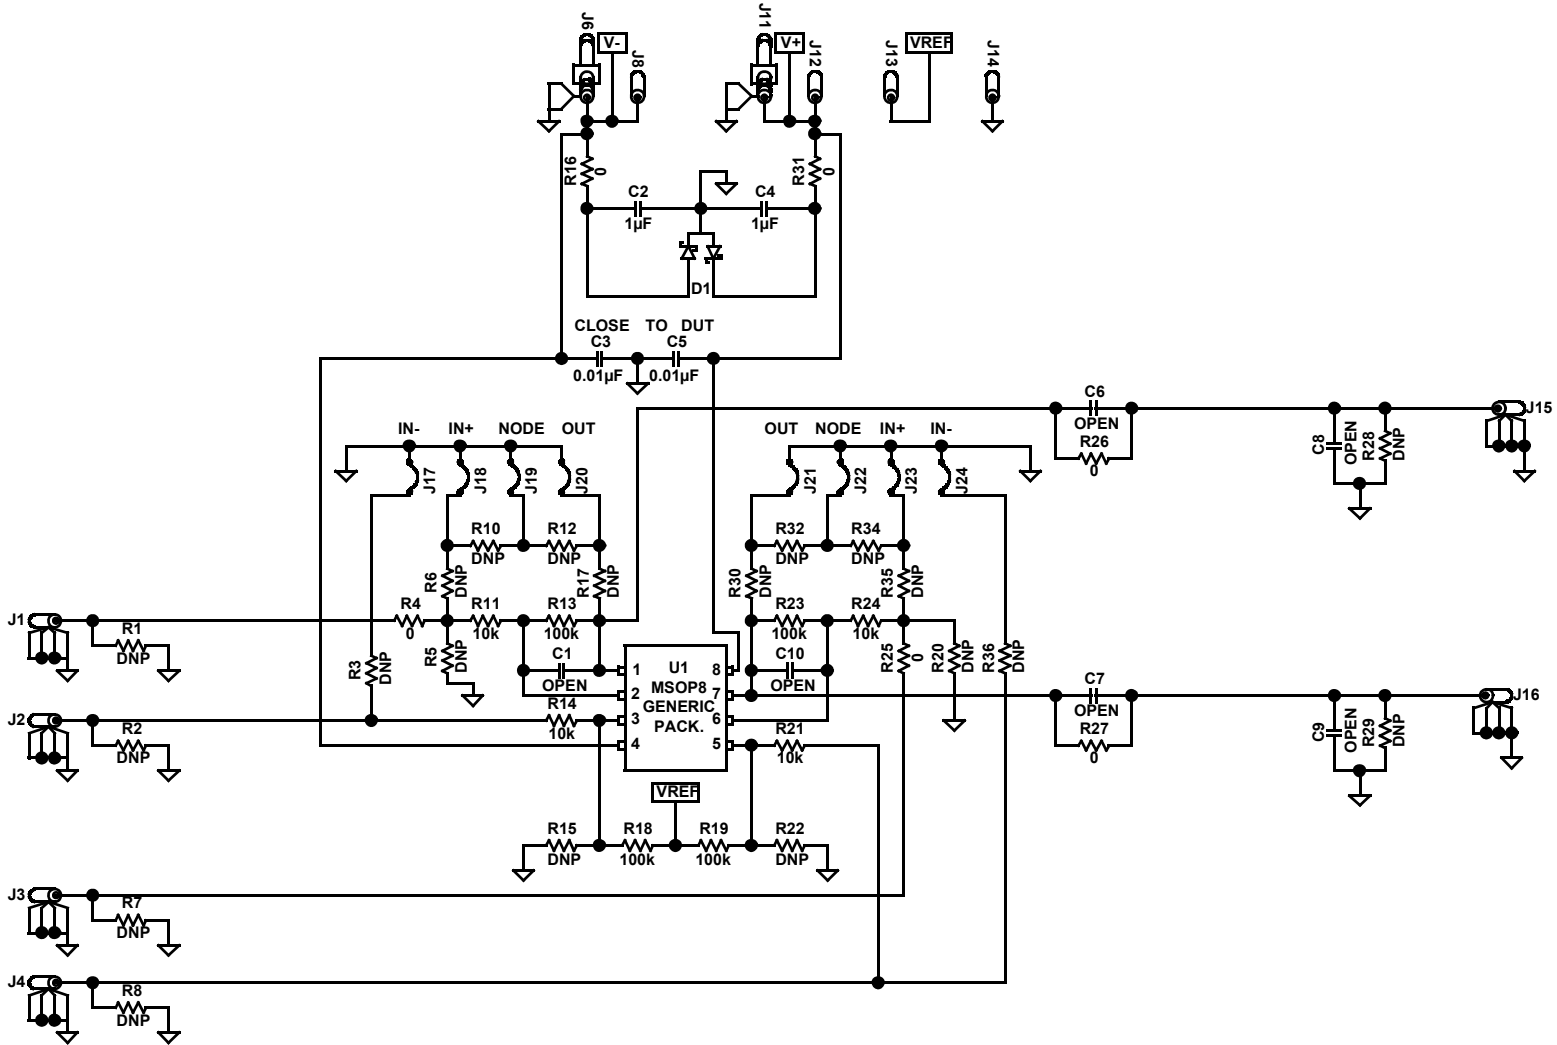 J6
V-
J8
J11
V+
J12
J13
VREF
J14
R16
0
R31
0
C2
1µF
C4
1µF
D1
CLOSE TO DUT
C3
0.01µF
C5
0.01µF
IN- IN+ NODE OUT
J17
J18
J19
J20
OUT NODE IN+ IN-
J21
J22
J23
J24
C6
OPEN
R26
0
C8
OPEN
R28
DNP
J15
R10
DNP
R12
DNP
R32
DNP
R34
DNP
R6
DNP
R17
DNP
R30
DNP
R35
DNP
J1
R1
DNP
R4
0
R11
10k
R13
100k
R23
100k
R24
10k
R3
DNP
R5
DNP
C1
OPEN
U1
MSOP8
GENERIC
PACK.
1
2
3
4
8
7
6
5
C10
OPEN
R25
0
R20
DNP
R36
DNP
C7
OPEN
R27
0
C9
OPEN
R29
DNP
J16
J2
R2
DNP
R14
10k
R21
10k
VREF
R15
DNP
R18
100k
R19
100k
R22
DNP
J3
R7
DNP
J4
R8
DNP